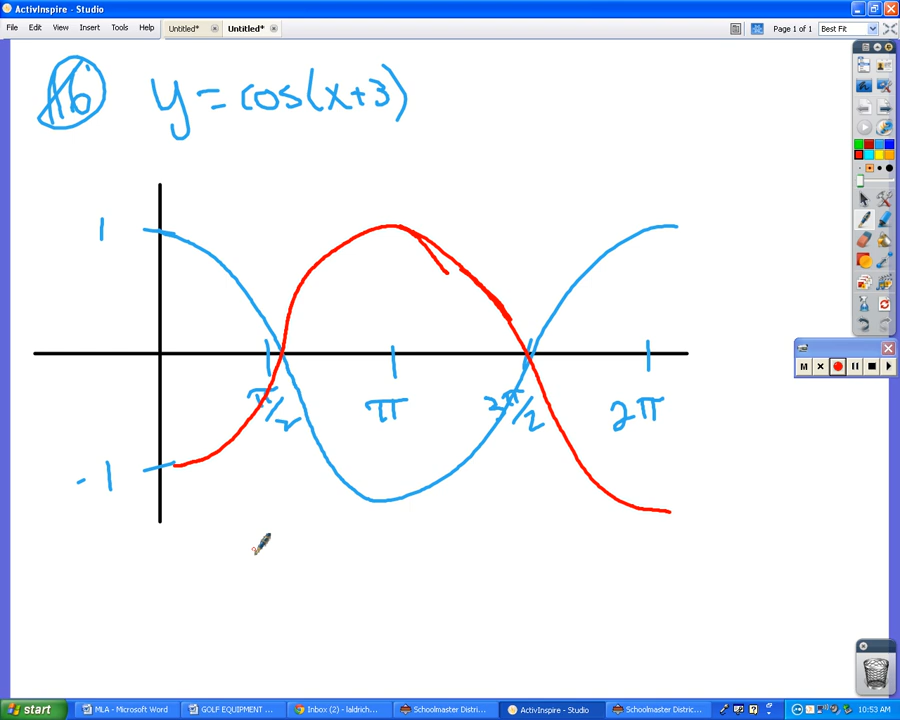 ActivInspire - Studio
File Edit View Insert Tools Help Untitled* Untitled* Page 1 of 1 Best Fit
16 y = cos(x+3)
1
π/2 π 3π/2 2π
-1
M
start MLA - Microsoft Word GOLF EQUIPMENT ... Inbox (2) - laldrich... Schoolmaster Distri... ActivInspire - Studio Schoolmaster Distric... 10:53 AM